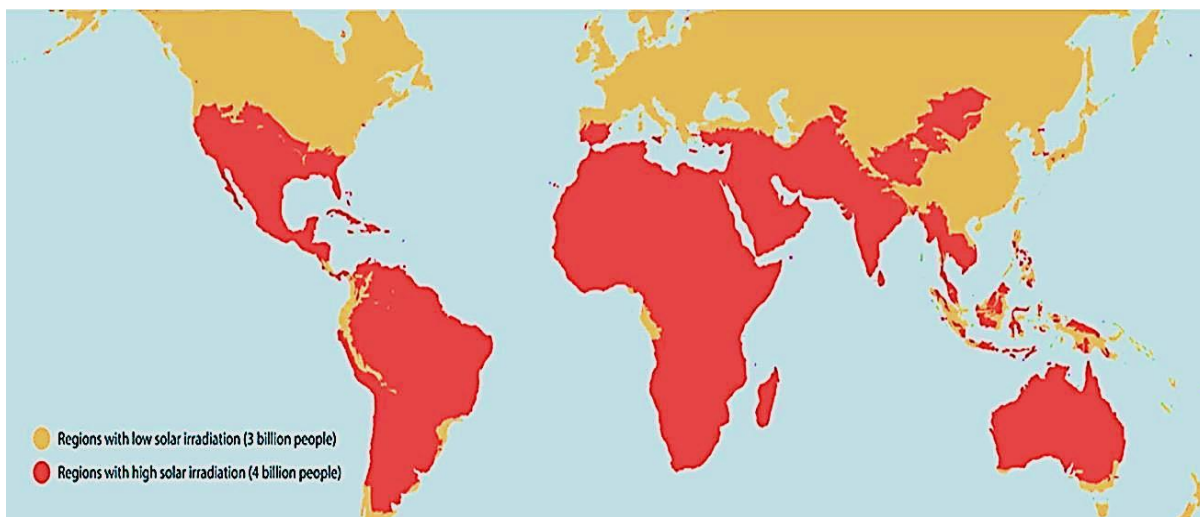 Regions with low solar irradiation (3 billion people)
Regions with high solar irradiation (4 billion people)